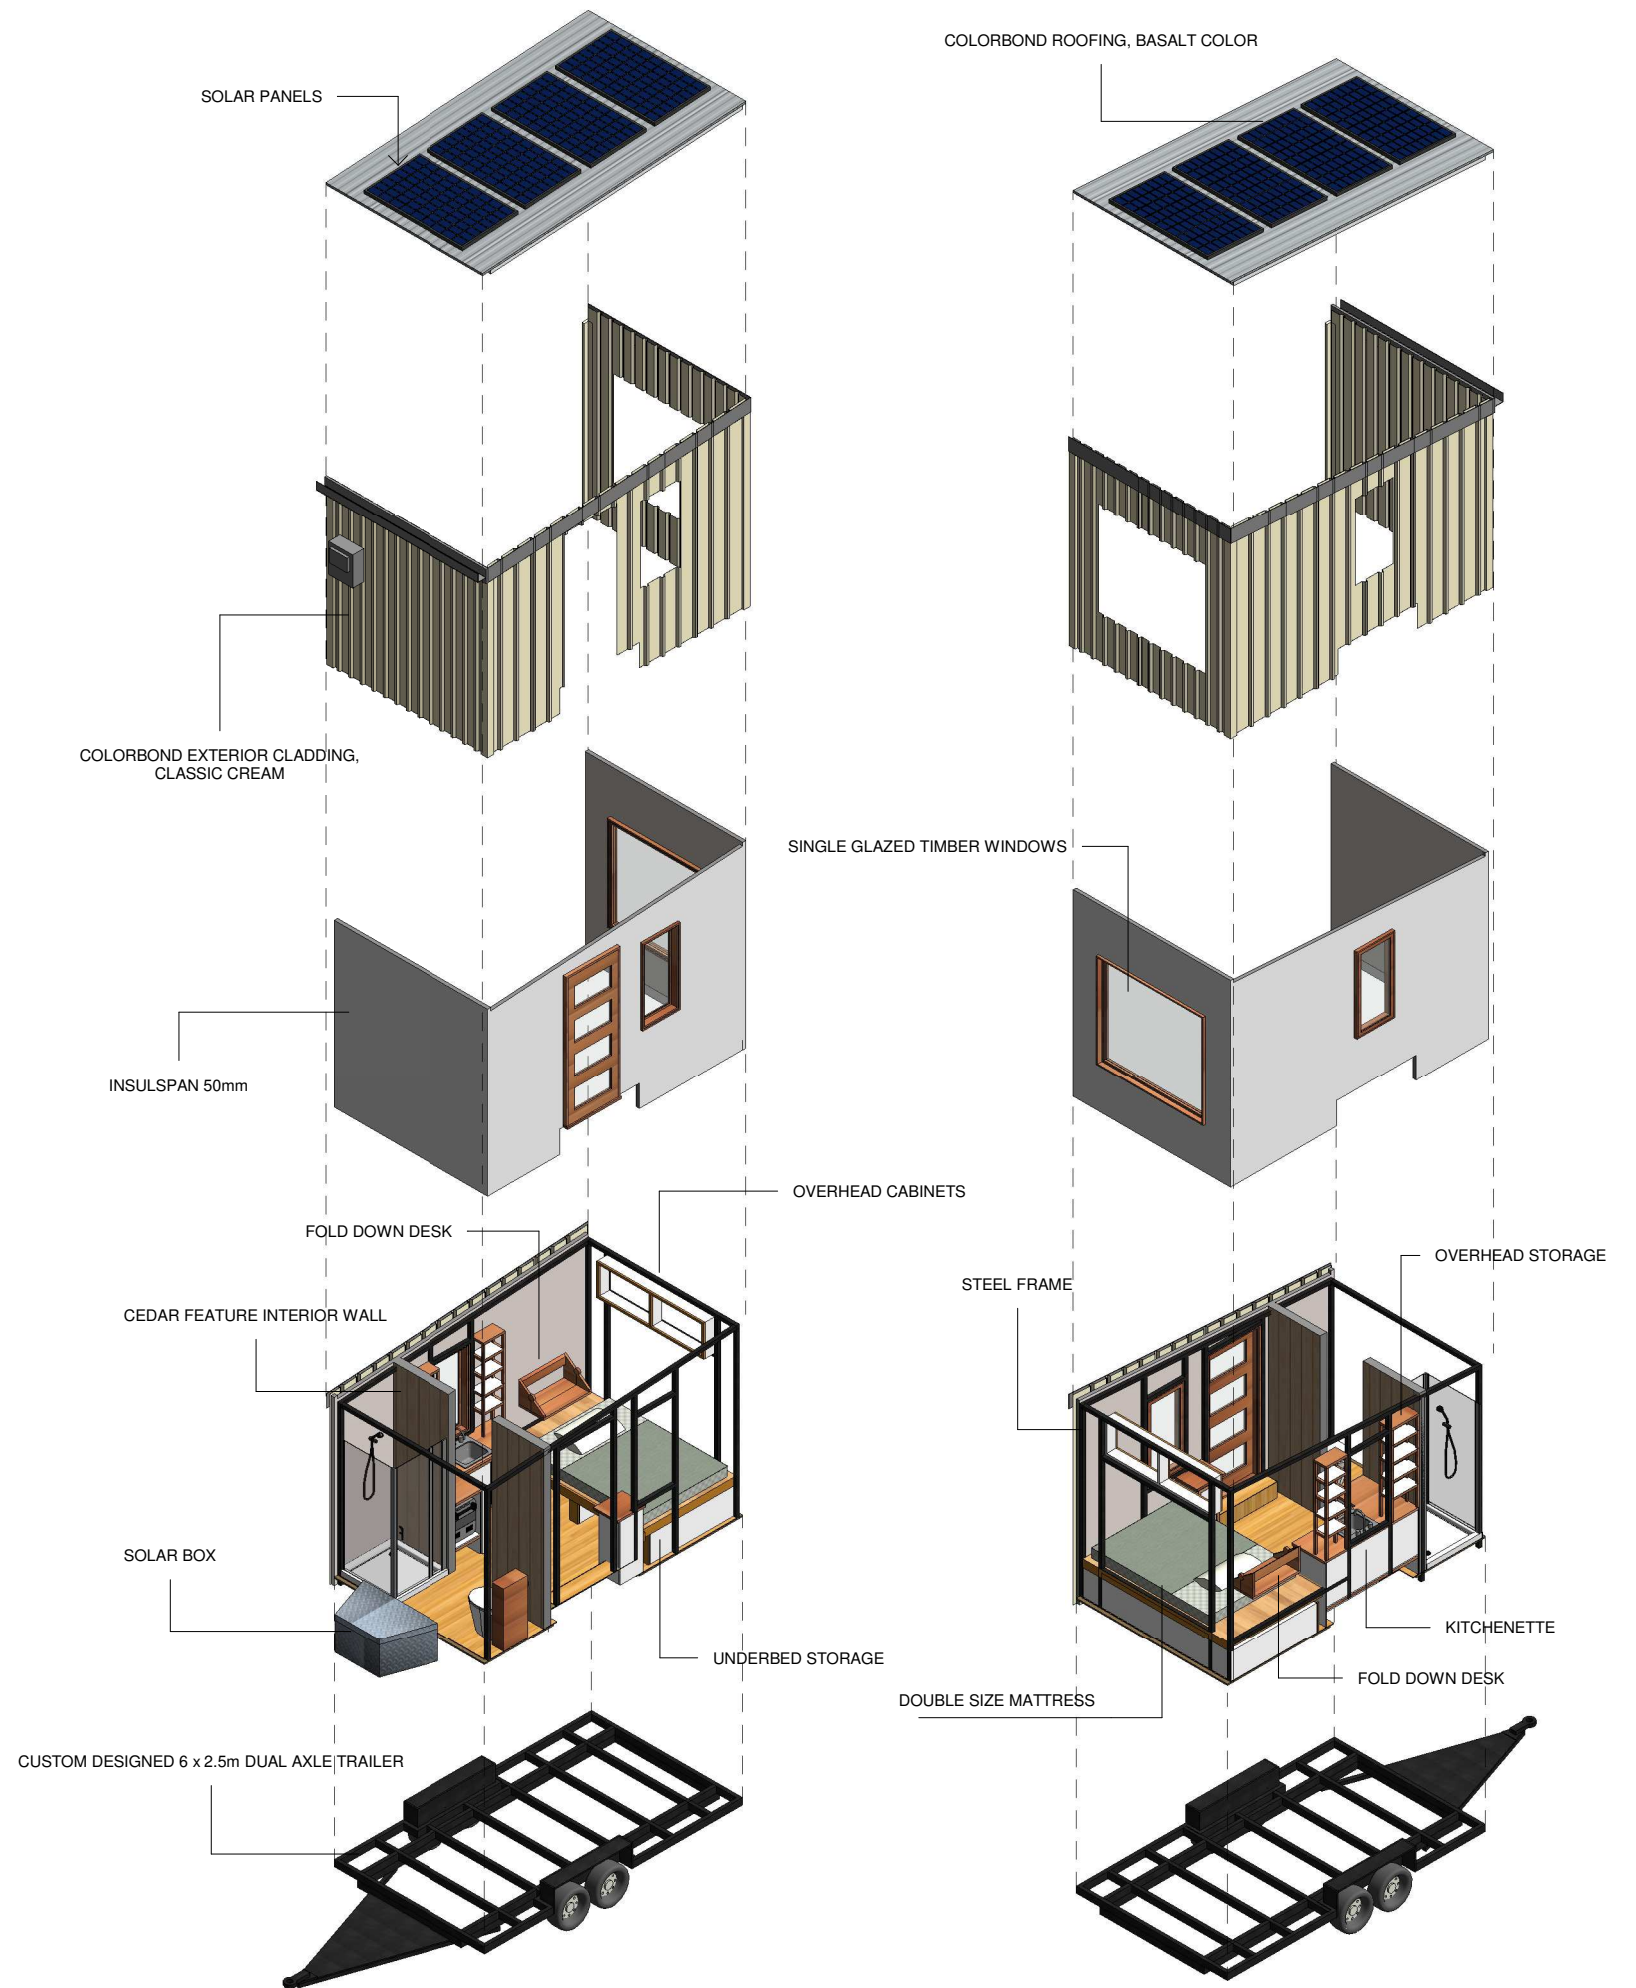 COLORBOND ROOFING, BASALT COLOR
SOLAR PANELS
COLORBOND EXTERIOR CLADDING,
CLASSIC CREAM
SINGLE GLAZED TIMBER WINDOWS
INSULSPAN 50mm
OVERHEAD CABINETS
FOLD DOWN DESK
OVERHEAD STORAGE
STEEL FRAME
CEDAR FEATURE INTERIOR WALL
SOLAR BOX
KITCHENETTE
UNDERBED STORAGE
FOLD DOWN DESK
DOUBLE SIZE MATTRESS
CUSTOM DESIGNED 6 x 2.5m DUAL AXLE TRAILER